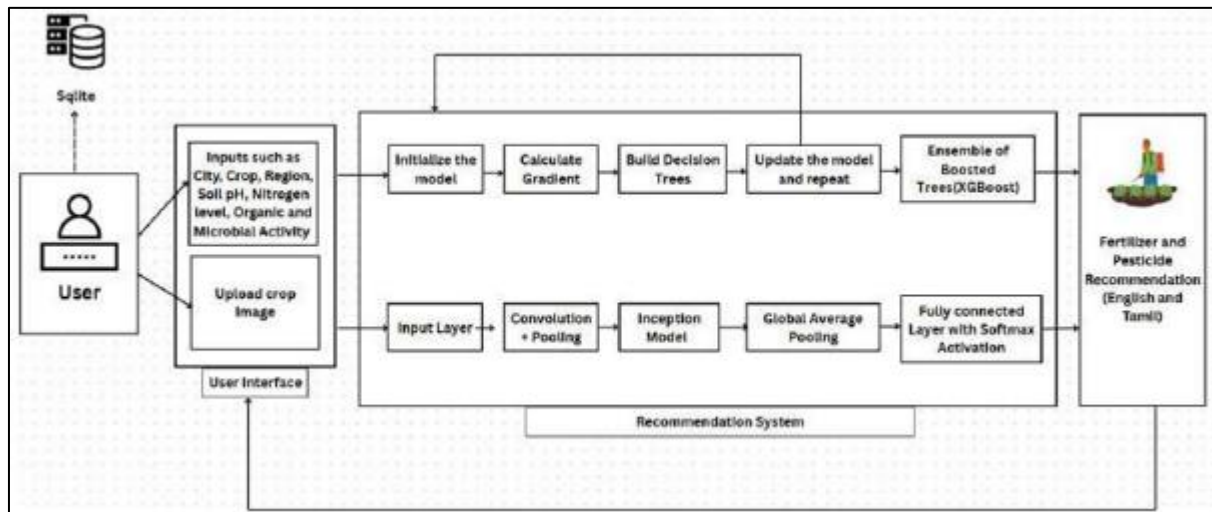 Sqlite
User
Inputs such as
City, Crop, Region,
Soil pH, Nitrogen
level, Organic and
Microbial Activity
Upload crop
Image
User Interface
Initialize the
model
Calculate
Gradient
Build Decision
Trees
Update the model
and repeat
Ensemble of
Boosted
Trees(XGBoost)
Input Layer
Convolution
+ Pooling
Inception
Model
Global Average
Pooling
Fully connected
Layer with Softmax
Activation
Recommendation System
Fertilizer and
Pesticide
Recommendation
(English and
Tamil)